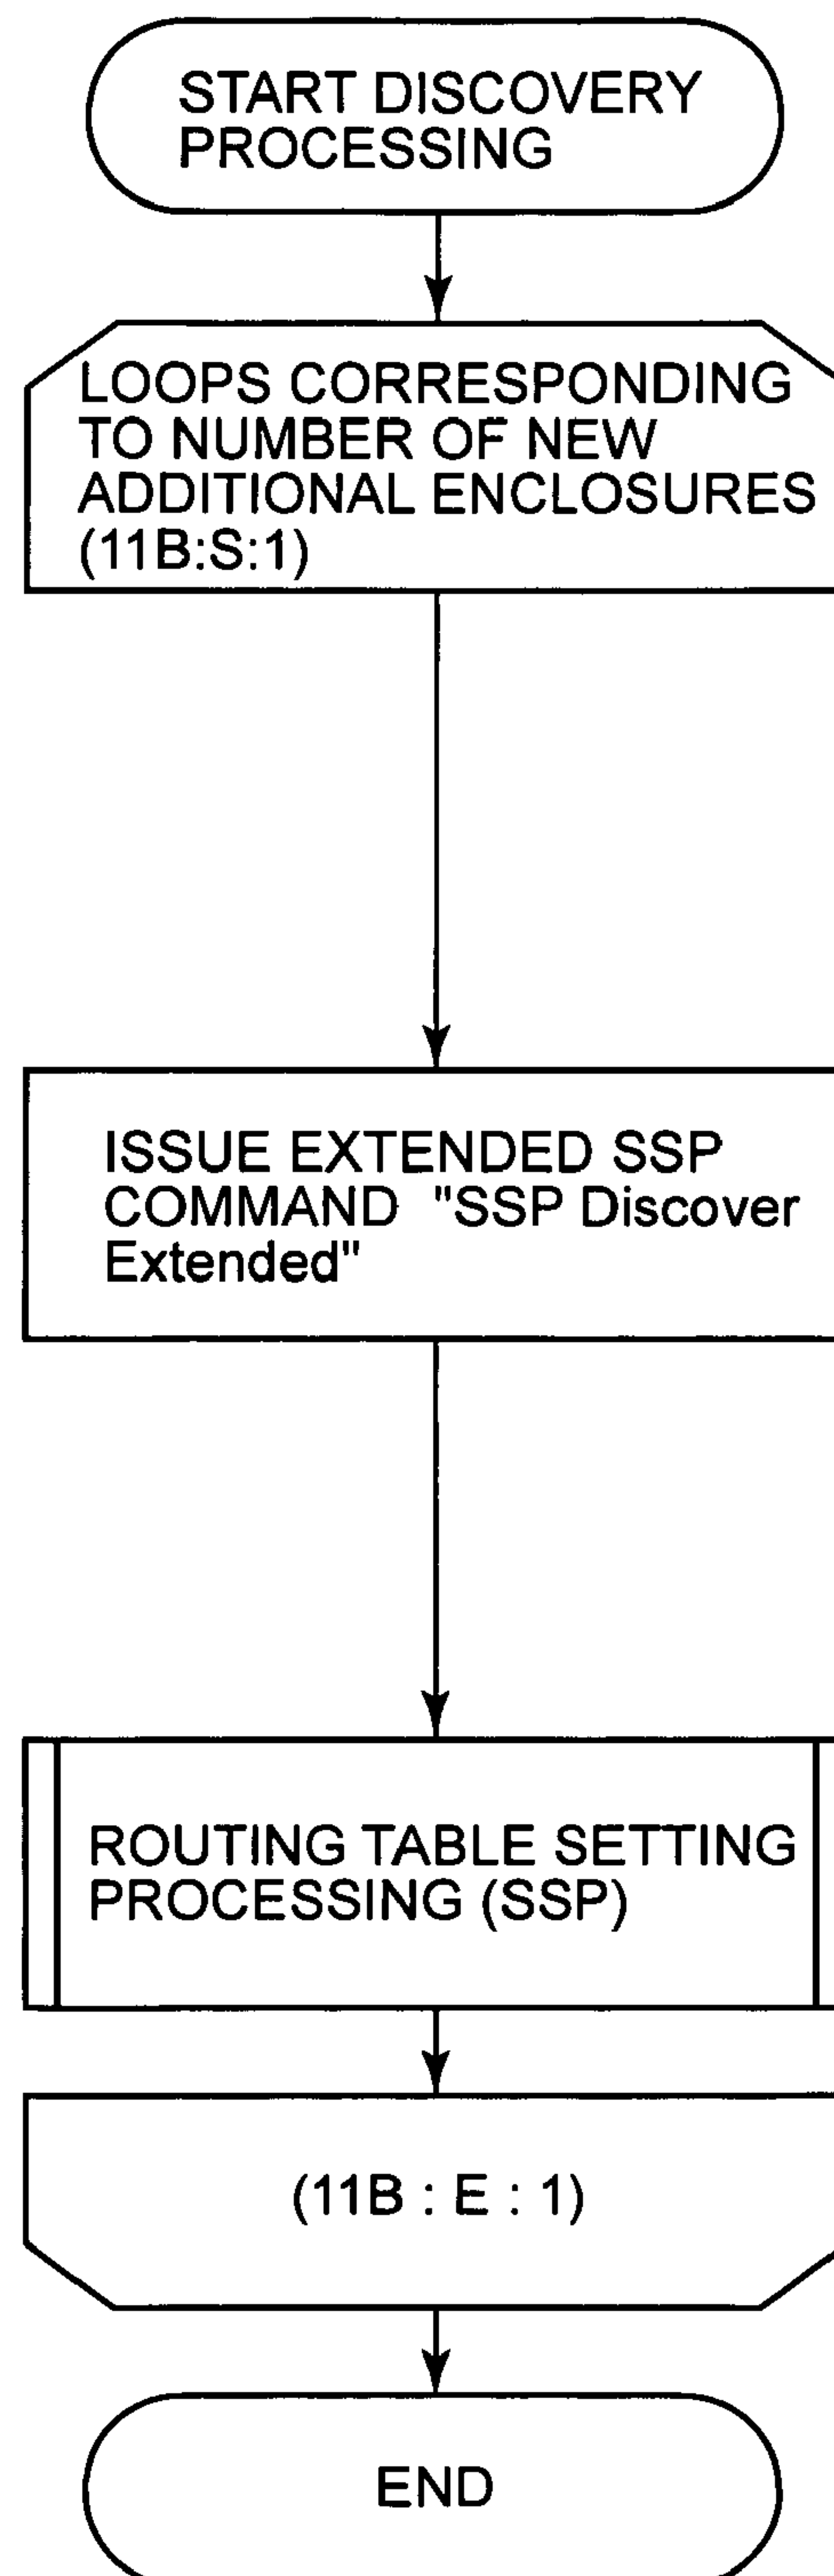 START DISCOVERY
PROCESSING
LOOPS CORRESPONDING
TO NUMBER OF NEW
ADDITIONAL ENCLOSURES
(11B:S:1)
ISSUE EXTENDED SSP
COMMAND "SSP Discover
Extended"
ROUTING TABLE SETTING
PROCESSING (SSP)
(11B : E : 1)
END